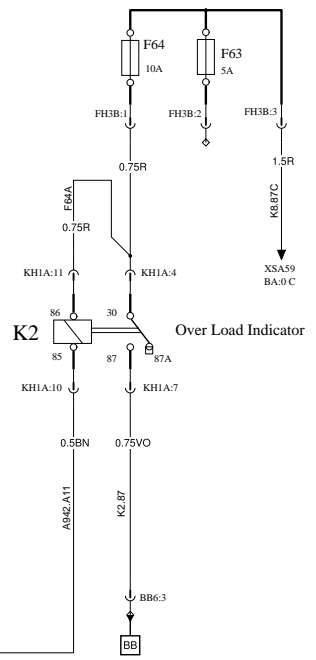 F64
10A
F63
5A
FH3B:1
FH3B:2
FH3B:3
0.75R
1.5R
F64A
K8.87C
0.75R
XSA59
BA:0 C
KH1A:11
KH1A:4
86
30
K2
Over Load Indicator
85
87
87A
KH1A:10
KH1A:7
0.5BN
0.75VO
A942.A11
K2.87
BB6:3
BB